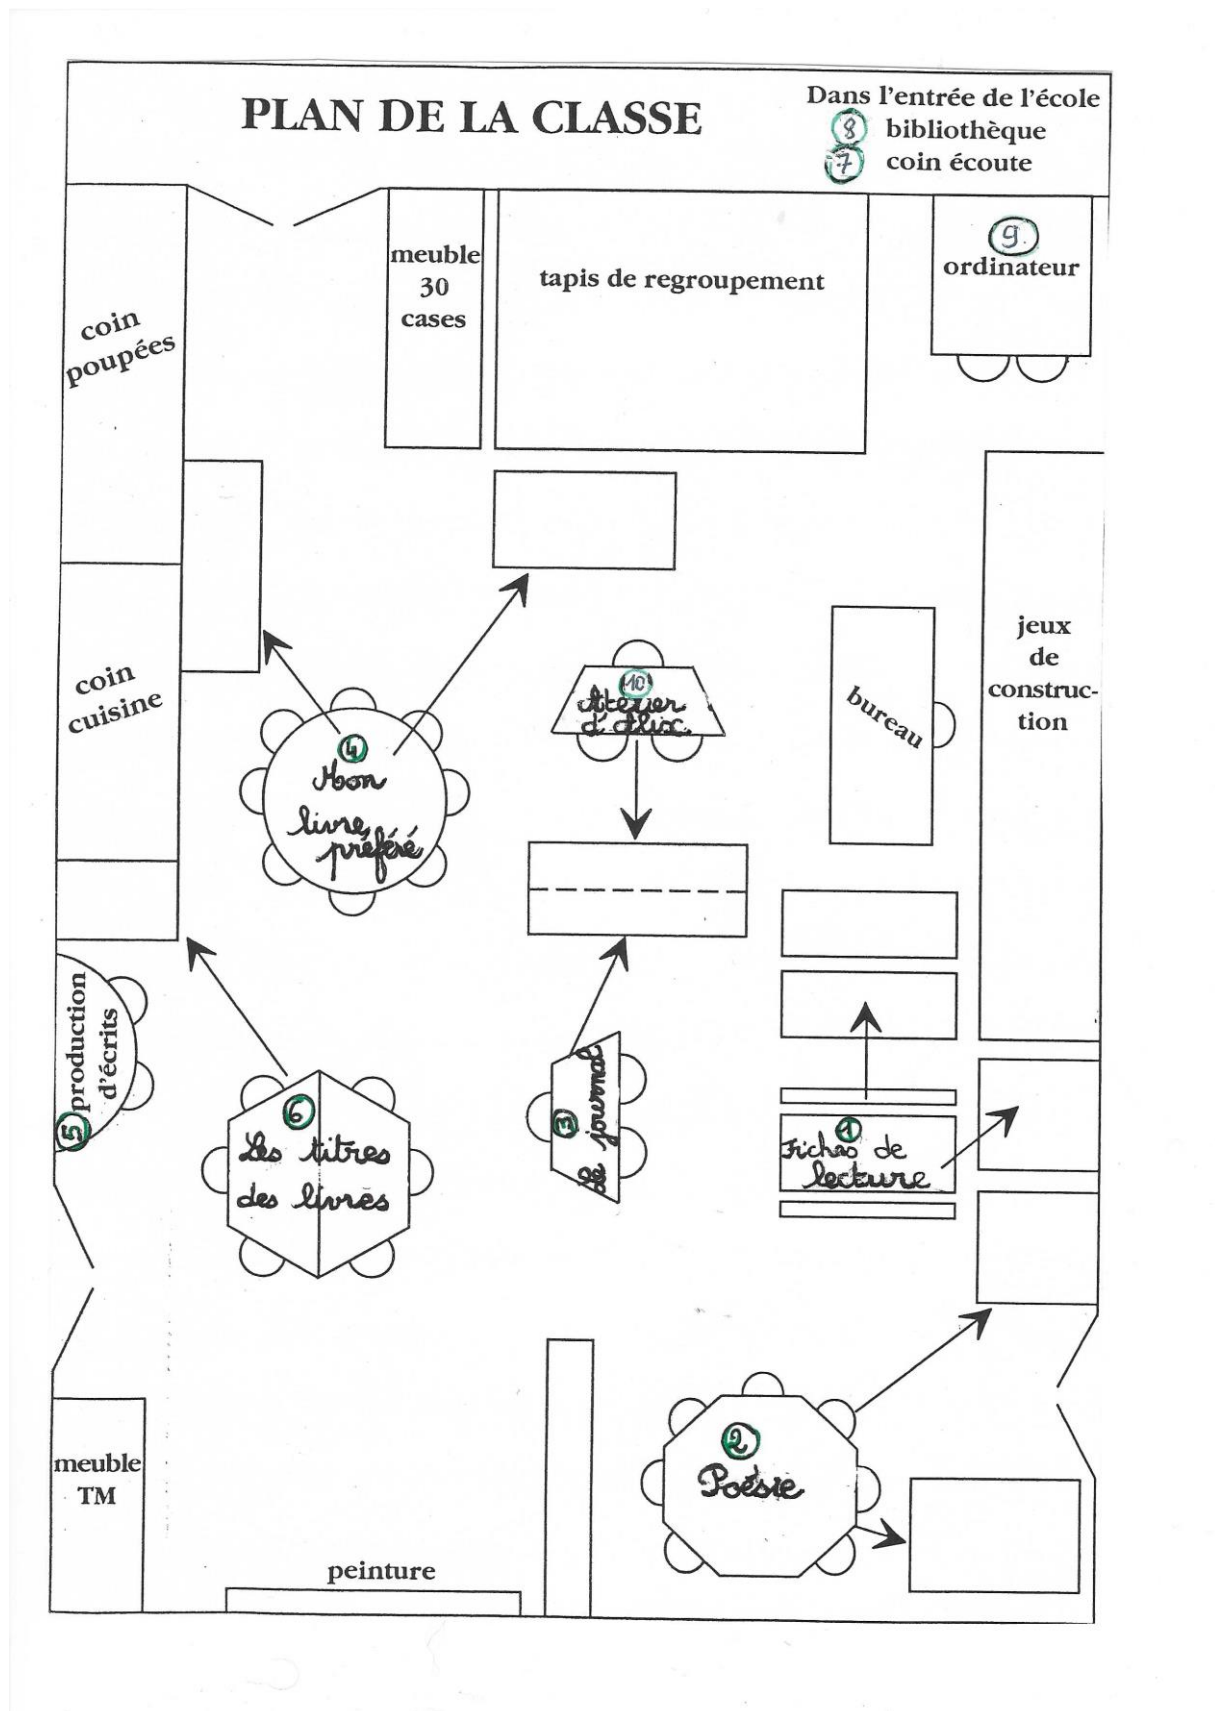 PLAN DE LA CLASSE
Dans l'entrée de l'école
8 bibliothèque
7 coin écoute
meuble
30
cases
tapis de regroupement
9.
ordinateur
coin
poupées
coin
cuisine
jeux
de
construc-
tion
bureau
10
Atelier
d'Alix
4
Mon
livre
préféré
production
d'écrits
5
6
Les titres
des livres
3
Le journal
1
Fiches de
lecture
2
Poésie
meuble
TM
peinture